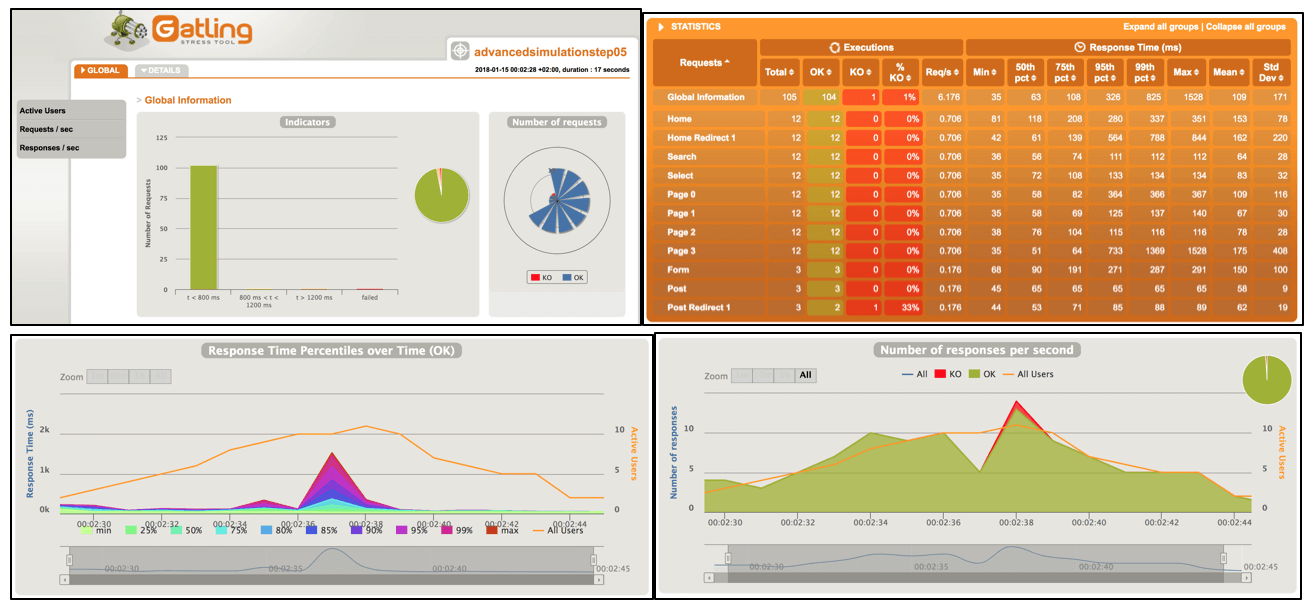 Gatling
STRESS TOOL
advancedsimulationstep05
GLOBAL
DETAILS
2018-01-15 00:02:28 +02:00, duration : 17 seconds
Active Users
Requests / sec
Responses / sec
> Global Information
Indicators
Number of Requests
125
100
75
50
25
0
t < 800 ms
800 ms < t < 1200 ms
t > 1200 ms
failed
Number of requests
KO OK
STATISTICS
Expand all groups | Collapse all groups
Requests
Executions
Response Time (ms)
Total OK KO % KO Req/s Min 50th pct 75th pct 95th pct 99th pct Max Mean Std Dev
Global Information 105 104 1 1% 6.176 35 63 108 326 825 1528 109 171
Home 12 12 0 0% 0.706 81 118 208 280 337 351 153 78
Home Redirect 1 12 12 0 0% 0.706 42 61 139 564 788 844 162 220
Search 12 12 0 0% 0.706 36 56 74 111 112 112 64 28
Select 12 12 0 0% 0.706 35 72 108 133 134 134 83 32
Page 0 12 12 0 0% 0.706 35 58 82 364 366 367 109 116
Page 1 12 12 0 0% 0.706 35 58 69 125 137 140 67 30
Page 2 12 12 0 0% 0.706 38 76 104 115 116 116 78 28
Page 3 12 12 0 0% 0.706 35 51 64 733 1369 1528 175 408
Form 3 3 0 0% 0.176 68 90 191 271 287 291 150 100
Post 3 3 0 0% 0.176 45 65 65 65 65 65 58 9
Post Redirect 1 3 2 1 33% 0.176 44 53 71 85 88 89 62 19
Response Time Percentiles over Time (OK)
Zoom
Response Time (ms)
2k
1k
0k
10
5
0
Active Users
00:02:30 00:02:32 00:02:34 00:02:36 00:02:38 00:02:40 00:02:42 00:02:44
min 25% 50% 75% 80% 85% 90% 95% 99% max All Users
00:02:30 00:02:35 00:02:40 00:02:45
Number of responses per second
Zoom All
All KO OK All Users
Number of responses
10
5
0
10
5
0
Active Users
00:02:30 00:02:32 00:02:34 00:02:36 00:02:38 00:02:40 00:02:42 00:02:44
00:02:30 00:02:35 00:02:40 00:02:45